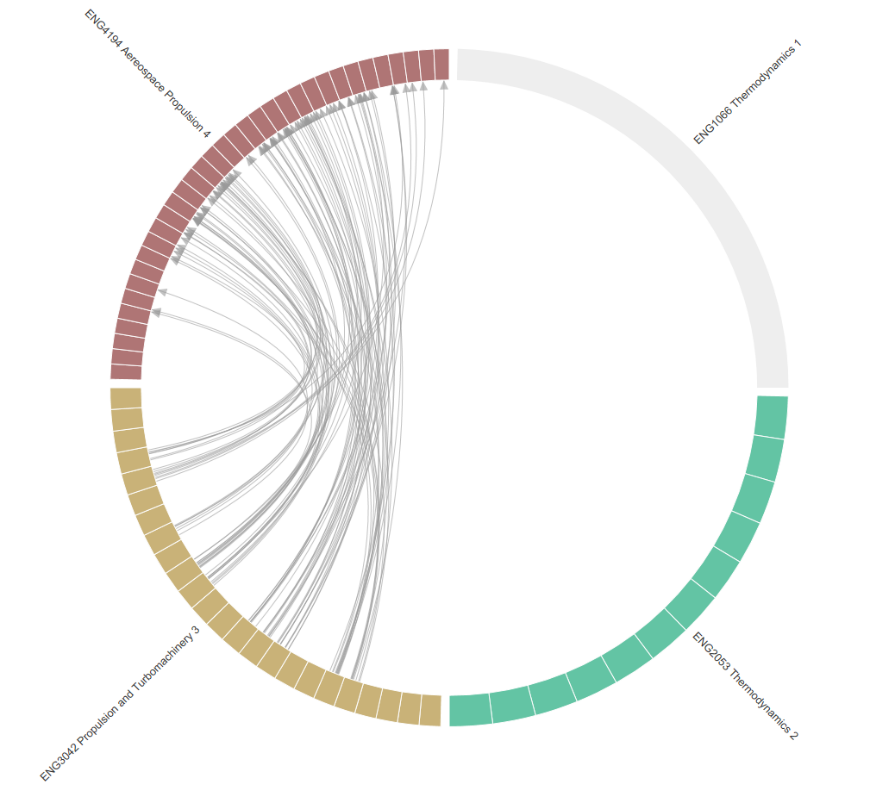 ENG4194 Aereospace Propulsion 4
ENG1066 Thermodynamics 1
ENG3042 Propulsion and Turbomachinery 3
ENG2053 Thermodynamics 2